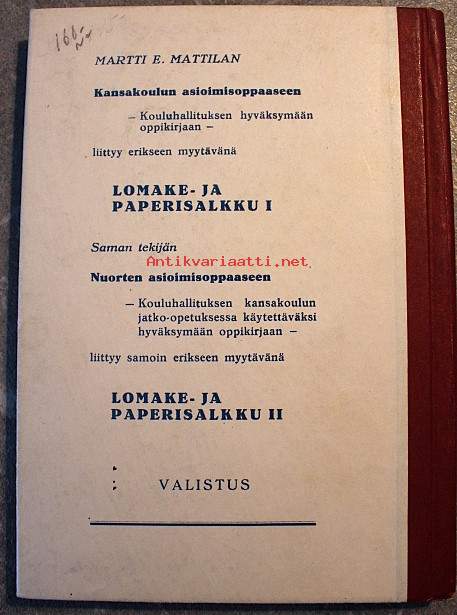 166-
MARTTI E. MATTILAN
Kansakoulun asioimisoppaaseen
— Kouluhallituksen hyväksymään
oppikirjaan —
liittyy erikseen myytävänä
LOMAKE- JA
PAPERISALKKU I
Saman tekijän
Antikvariaatti.net
Nuorten asioimisoppaaseen
— Kouluhallituksen kansakoulun
jatko-opetuksessa käytettäväksi
hyväksymään oppikirjaan —
liittyy samoin erikseen myytävänä
LOMAKE- JA
PAPERISALKKU II
VALISTUS